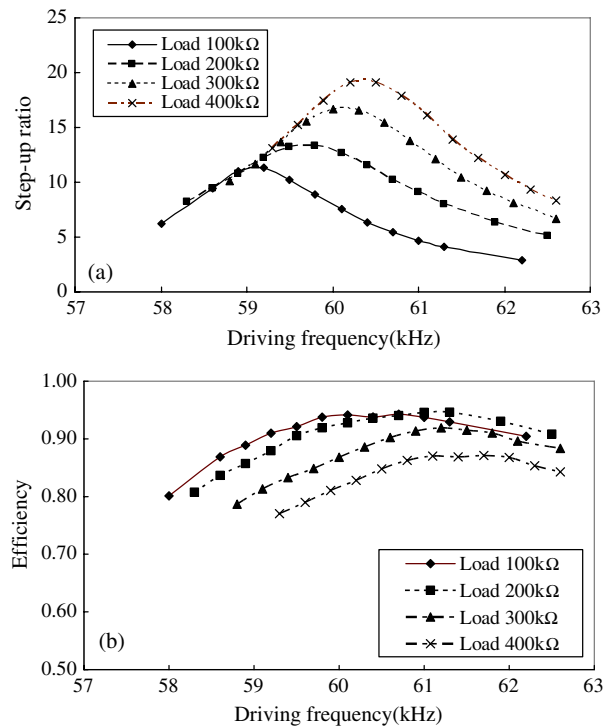 25
20
15
10
5
0
Step-up ratio
Load 100kΩ
Load 200kΩ
Load 300kΩ
Load 400kΩ
(a)
57 58 59 60 61 62 63
Driving frequency(kHz)
1.00
0.90
0.80
0.70
0.60
0.50
Efficiency
Load 100kΩ
Load 200kΩ
Load 300kΩ
Load 400kΩ
(b)
57 58 59 60 61 62 63
Driving frequency(kHz)